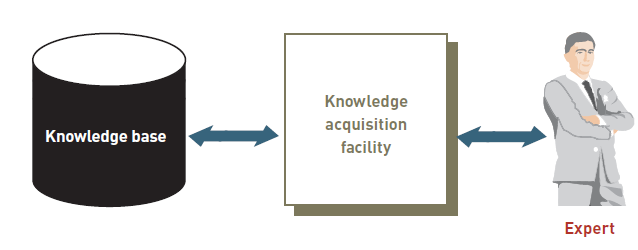 Knowledge base
Knowledge
acquisition
facility
Expert